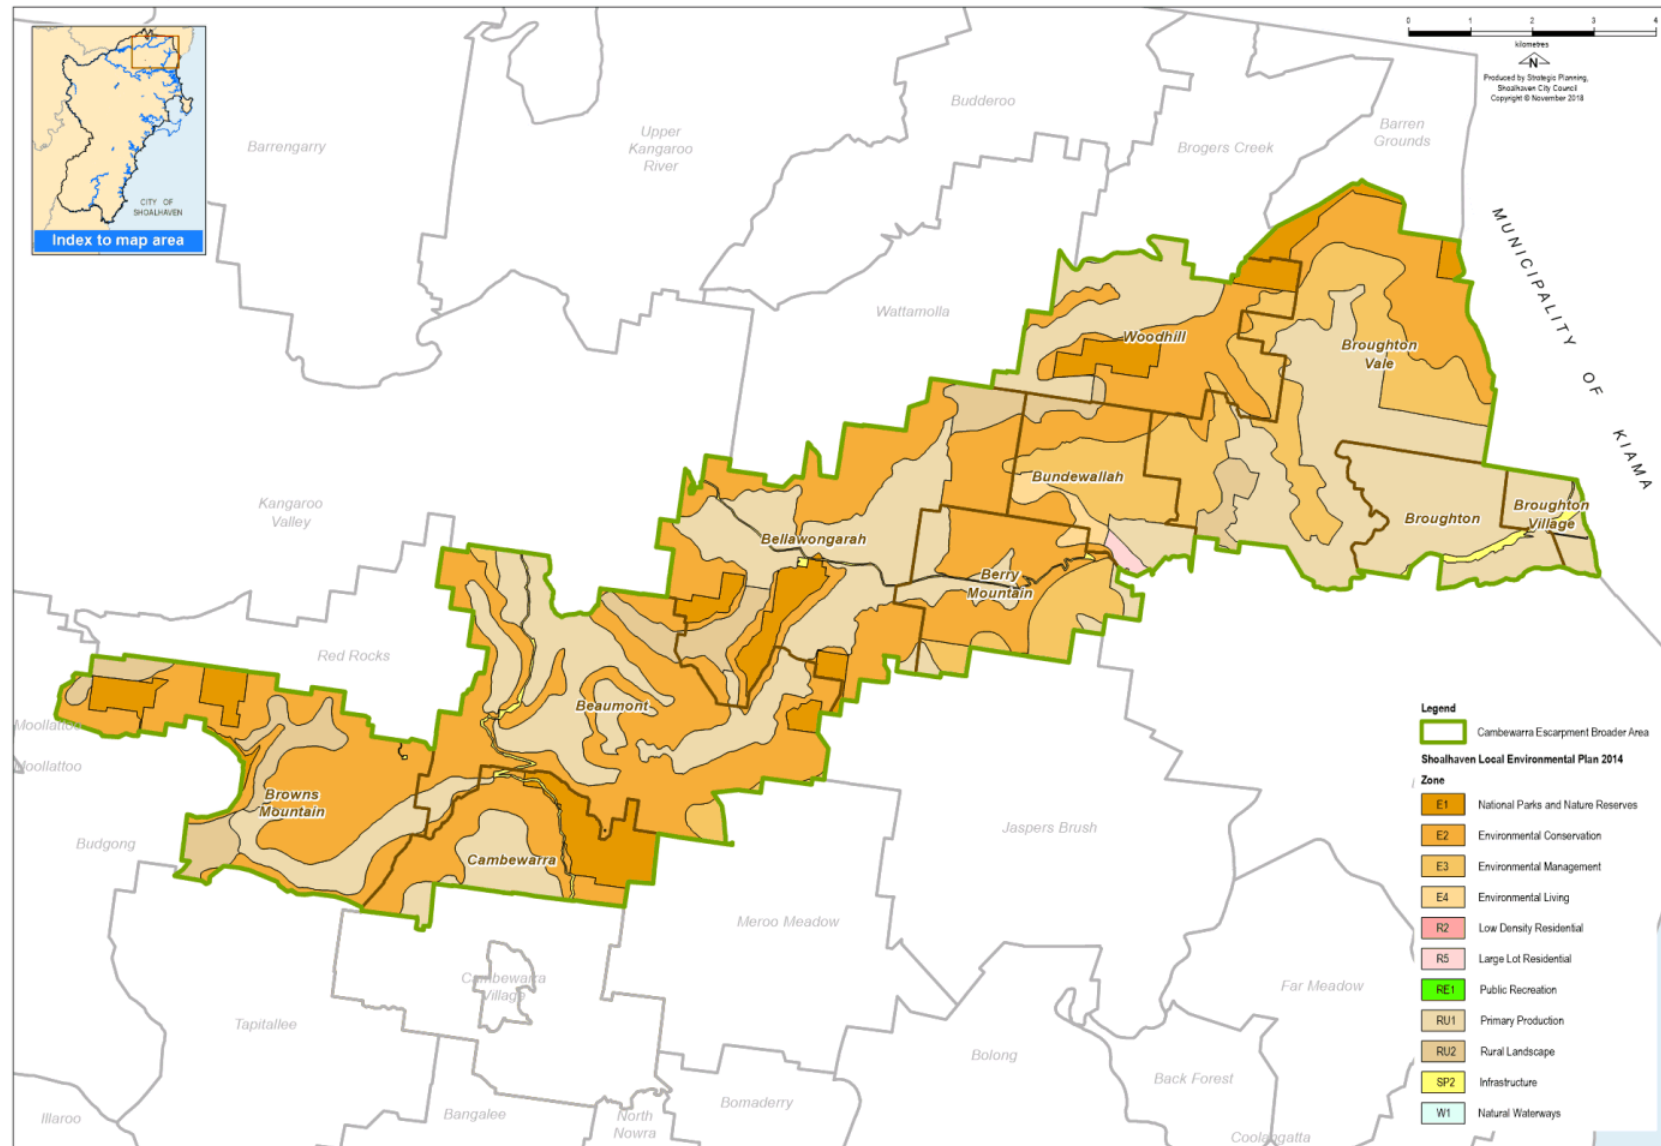 0 1 2 3 4
kilometres
N
Produced by Strategic Planning,
Shoalhaven City Council
Copyright © November 2018
CITY OF
SHOALHAVEN
Index to map area
Barrengarry
Upper
Kangaroo
River
Budderoo
Brogers Creek
Barren
Grounds
MUNICIPALITY OF KIAMA
Wattamolla
Woodhill
Broughton
Vale
Kangaroo
Valley
Bundewallah
Bellawongarah
Broughton
Broughton
Village
Berry
Mountain
Red Rocks
Beaumont
Moollattoo
Moollattoo
Browns
Mountain
Budgong
Cambewarra
Jaspers Brush
Meroo Meadow
Cambewarra
Village
Tapitallee
Far Meadow
Bolong
Back Forest
Illaroo
Bangalee
North
Nowra
Bomaderry
Coolangatta
Legend
Cambewarra Escarpment Broader Area
Shoalhaven Local Environmental Plan 2014
Zone
E1 National Parks and Nature Reserves
E2 Environmental Conservation
E3 Environmental Management
E4 Environmental Living
R2 Low Density Residential
R5 Large Lot Residential
RE1 Public Recreation
RU1 Primary Production
RU2 Rural Landscape
SP2 Infrastructure
W1 Natural Waterways